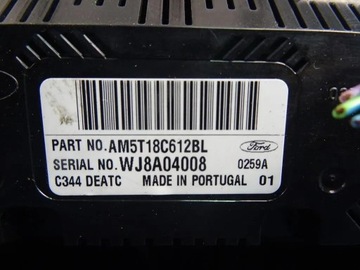 PART NO.AM5T18C612BL
Ford
SERIAL NO.WJ8A04008 0259A
C344 DEATC MADE IN PORTUGAL 01